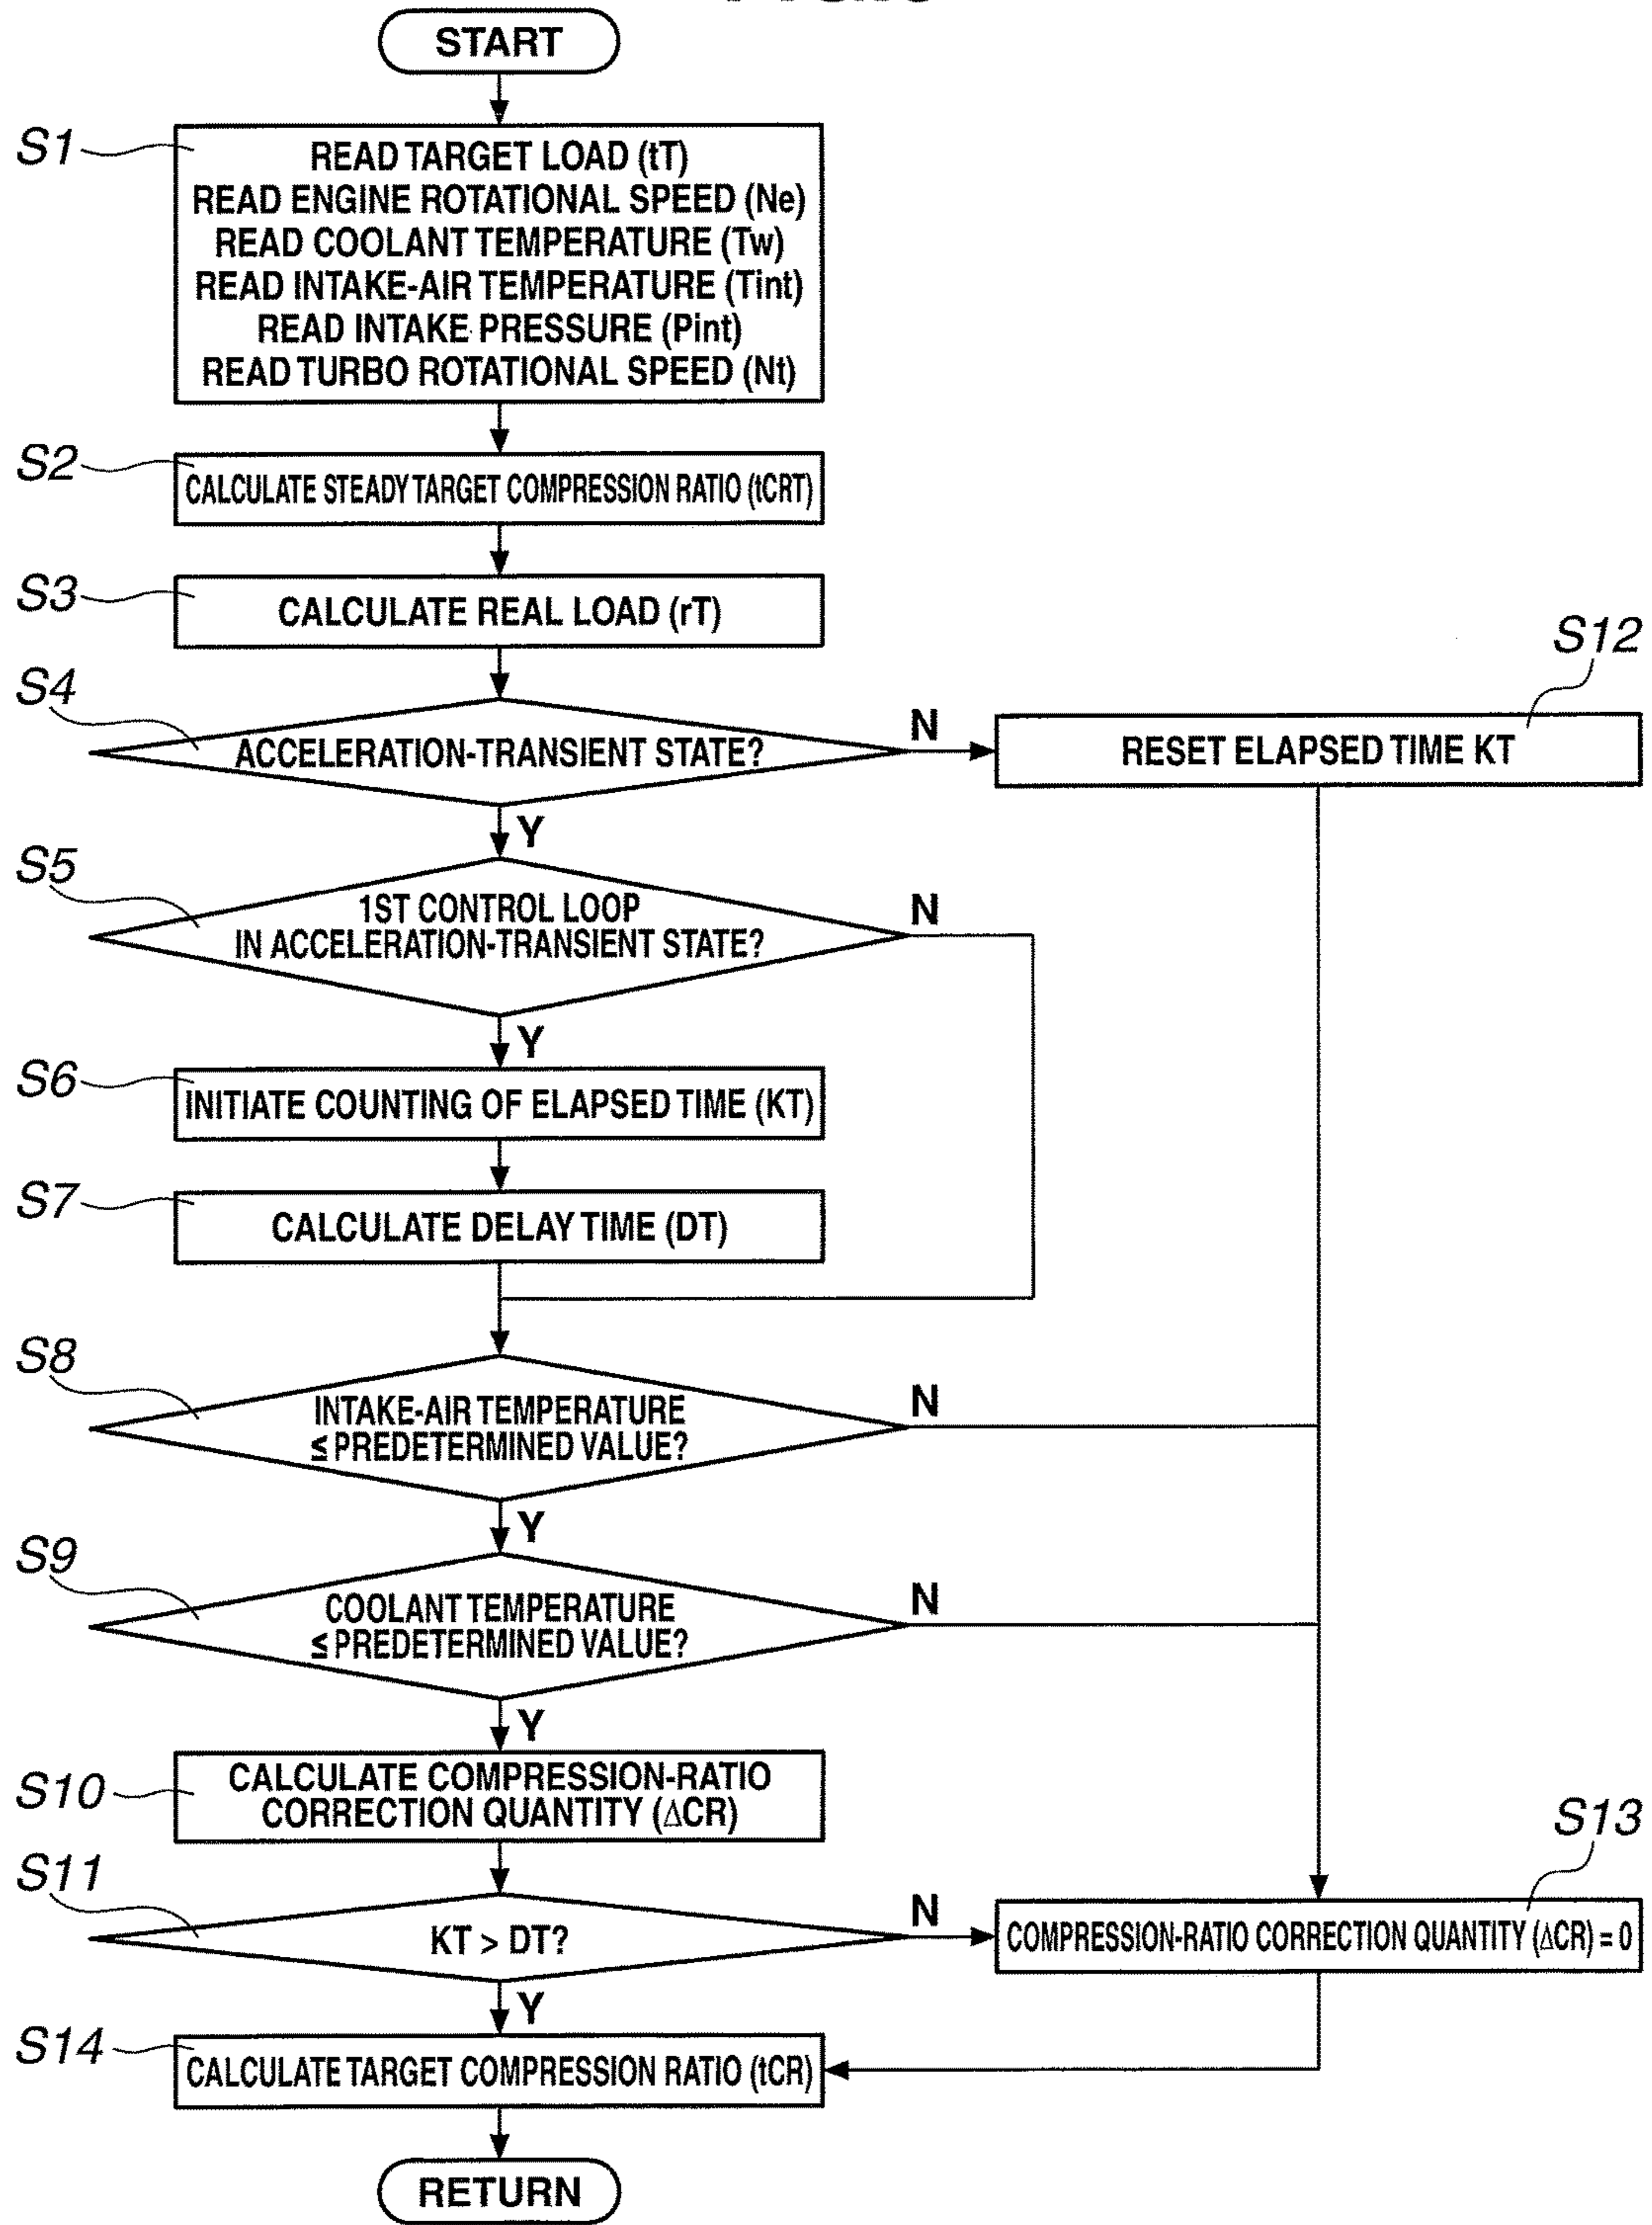 START
S1
READ TARGET LOAD (tT)
READ ENGINE ROTATIONAL SPEED (Ne)
READ COOLANT TEMPERATURE (Tw)
READ INTAKE-AIR TEMPERATURE (Tint)
READ INTAKE PRESSURE (Pint)
READ TURBO ROTATIONAL SPEED (Nt)
S2
CALCULATE STEADY TARGET COMPRESSION RATIO (tCRT)
S3
CALCULATE REAL LOAD (rT)
S4
ACCELERATION-TRANSIENT STATE?
N
S12
RESET ELAPSED TIME KT
Y
S5
1ST CONTROL LOOP
IN ACCELERATION-TRANSIENT STATE?
N
Y
S6
INITIATE COUNTING OF ELAPSED TIME (KT)
S7
CALCULATE DELAY TIME (DT)
S8
INTAKE-AIR TEMPERATURE
≤ PREDETERMINED VALUE?
N
Y
S9
COOLANT TEMPERATURE
≤ PREDETERMINED VALUE?
N
Y
S10
CALCULATE COMPRESSION-RATIO
CORRECTION QUANTITY (ΔCR)
S11
KT > DT?
N
S13
COMPRESSION-RATIO CORRECTION QUANTITY (ΔCR) = 0
Y
S14
CALCULATE TARGET COMPRESSION RATIO (tCR)
RETURN